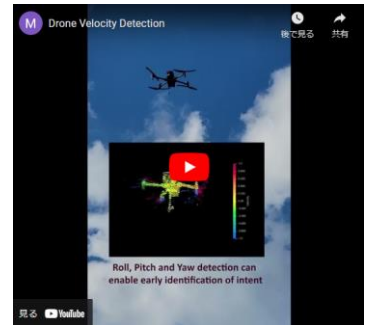 M
Drone Velocity Detection
後で見る
共有
Roll, Pitch and Yaw detection can
enable early identification of intent
見る YouTube